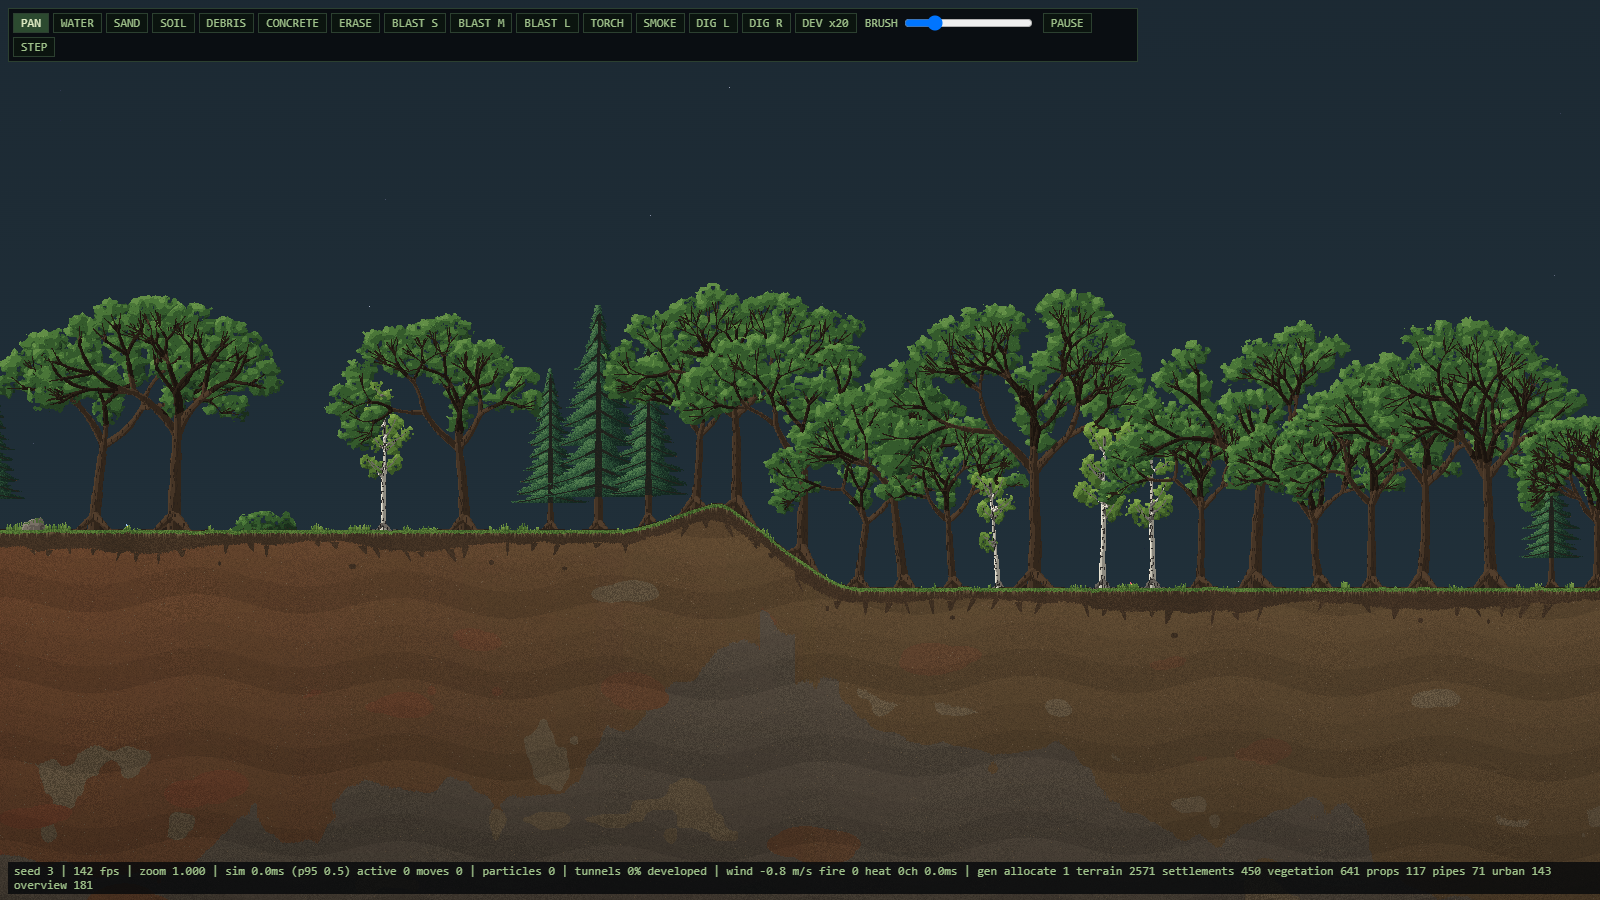 PAN WATER SAND SOIL DEBRIS CONCRETE ERASE BLAST S BLAST M BLAST L TORCH SMOKE DIG L DIG R DEV x20 BRUSH PAUSE
STEP
seed 3 | 142 fps | zoom 1.000 | sim 0.0ms (p95 0.5) active 0 moves 0 | particles 0 | tunnels 0% developed | wind -0.8 m/s fire 0 heat 0ch 0.0ms | gen allocate 1 terrain 2571 settlements 450 vegetation 641 props 117 pipes 71 urban 143
overview 181